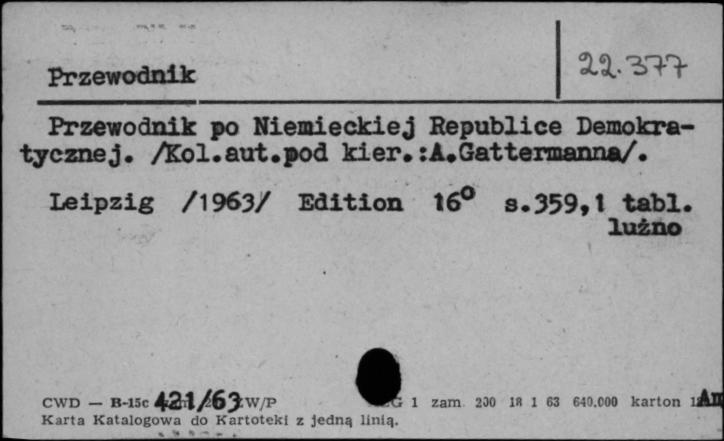 Przewodnik
22.377
Przewodnik po Niemieckiej Republice Demokra-
tycznej. /Kol.aut.pod kier.:A.Gattermanna/.
Leipzig /1963/ Edition 16° s.359,1 tabl.
luźno
CWD — B-15c 421/63 W/P G 1 zam. 200 18 1 63 640.000 karton
Karta Katalogowa do Kartoteki z jedną linią.